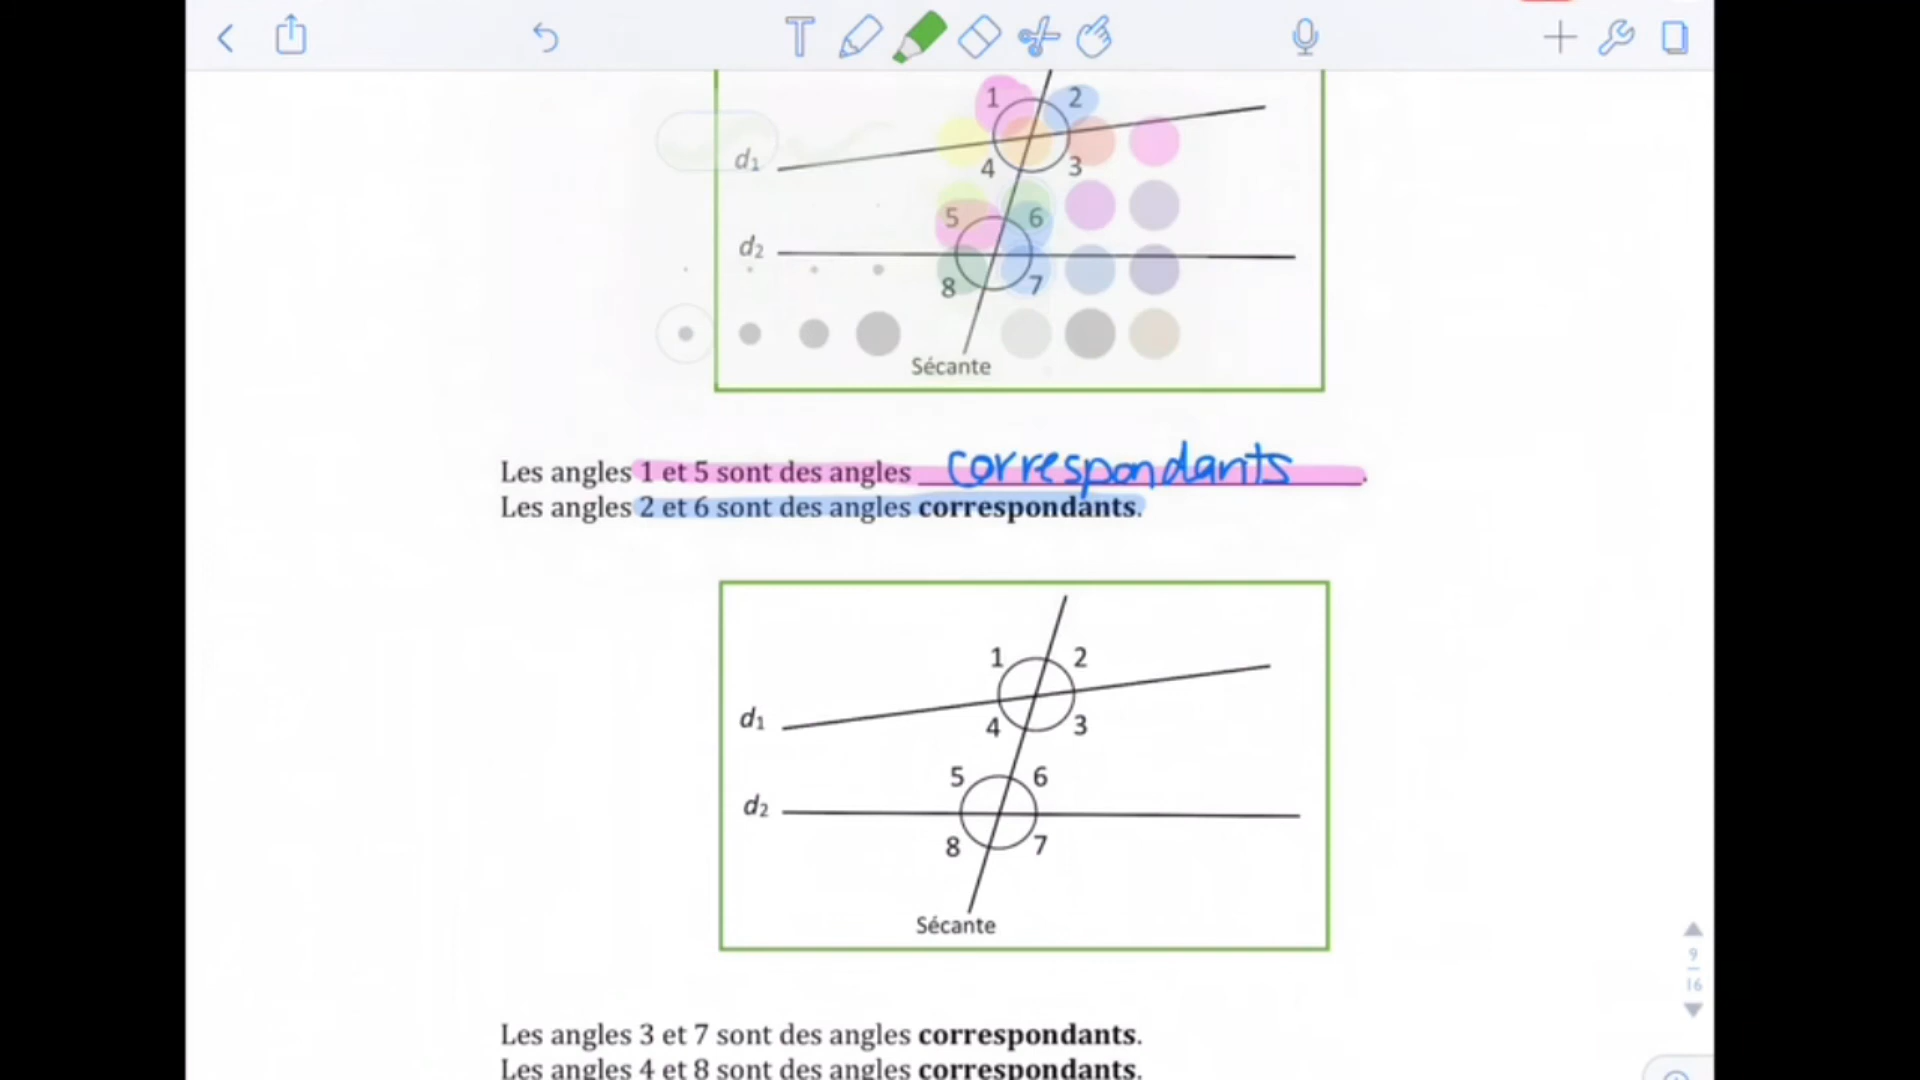 T
1 2
d1
4 3
5 6
d2
8 7
Sécante
Les angles 1 et 5 sont des angles correspondants.
Les angles 2 et 6 sont des angles correspondants.
1 2
d1
4 3
5 6
d2
8 7
Sécante
9
16
Les angles 3 et 7 sont des angles correspondants.
Les angles 4 et 8 sont des angles correspondants.